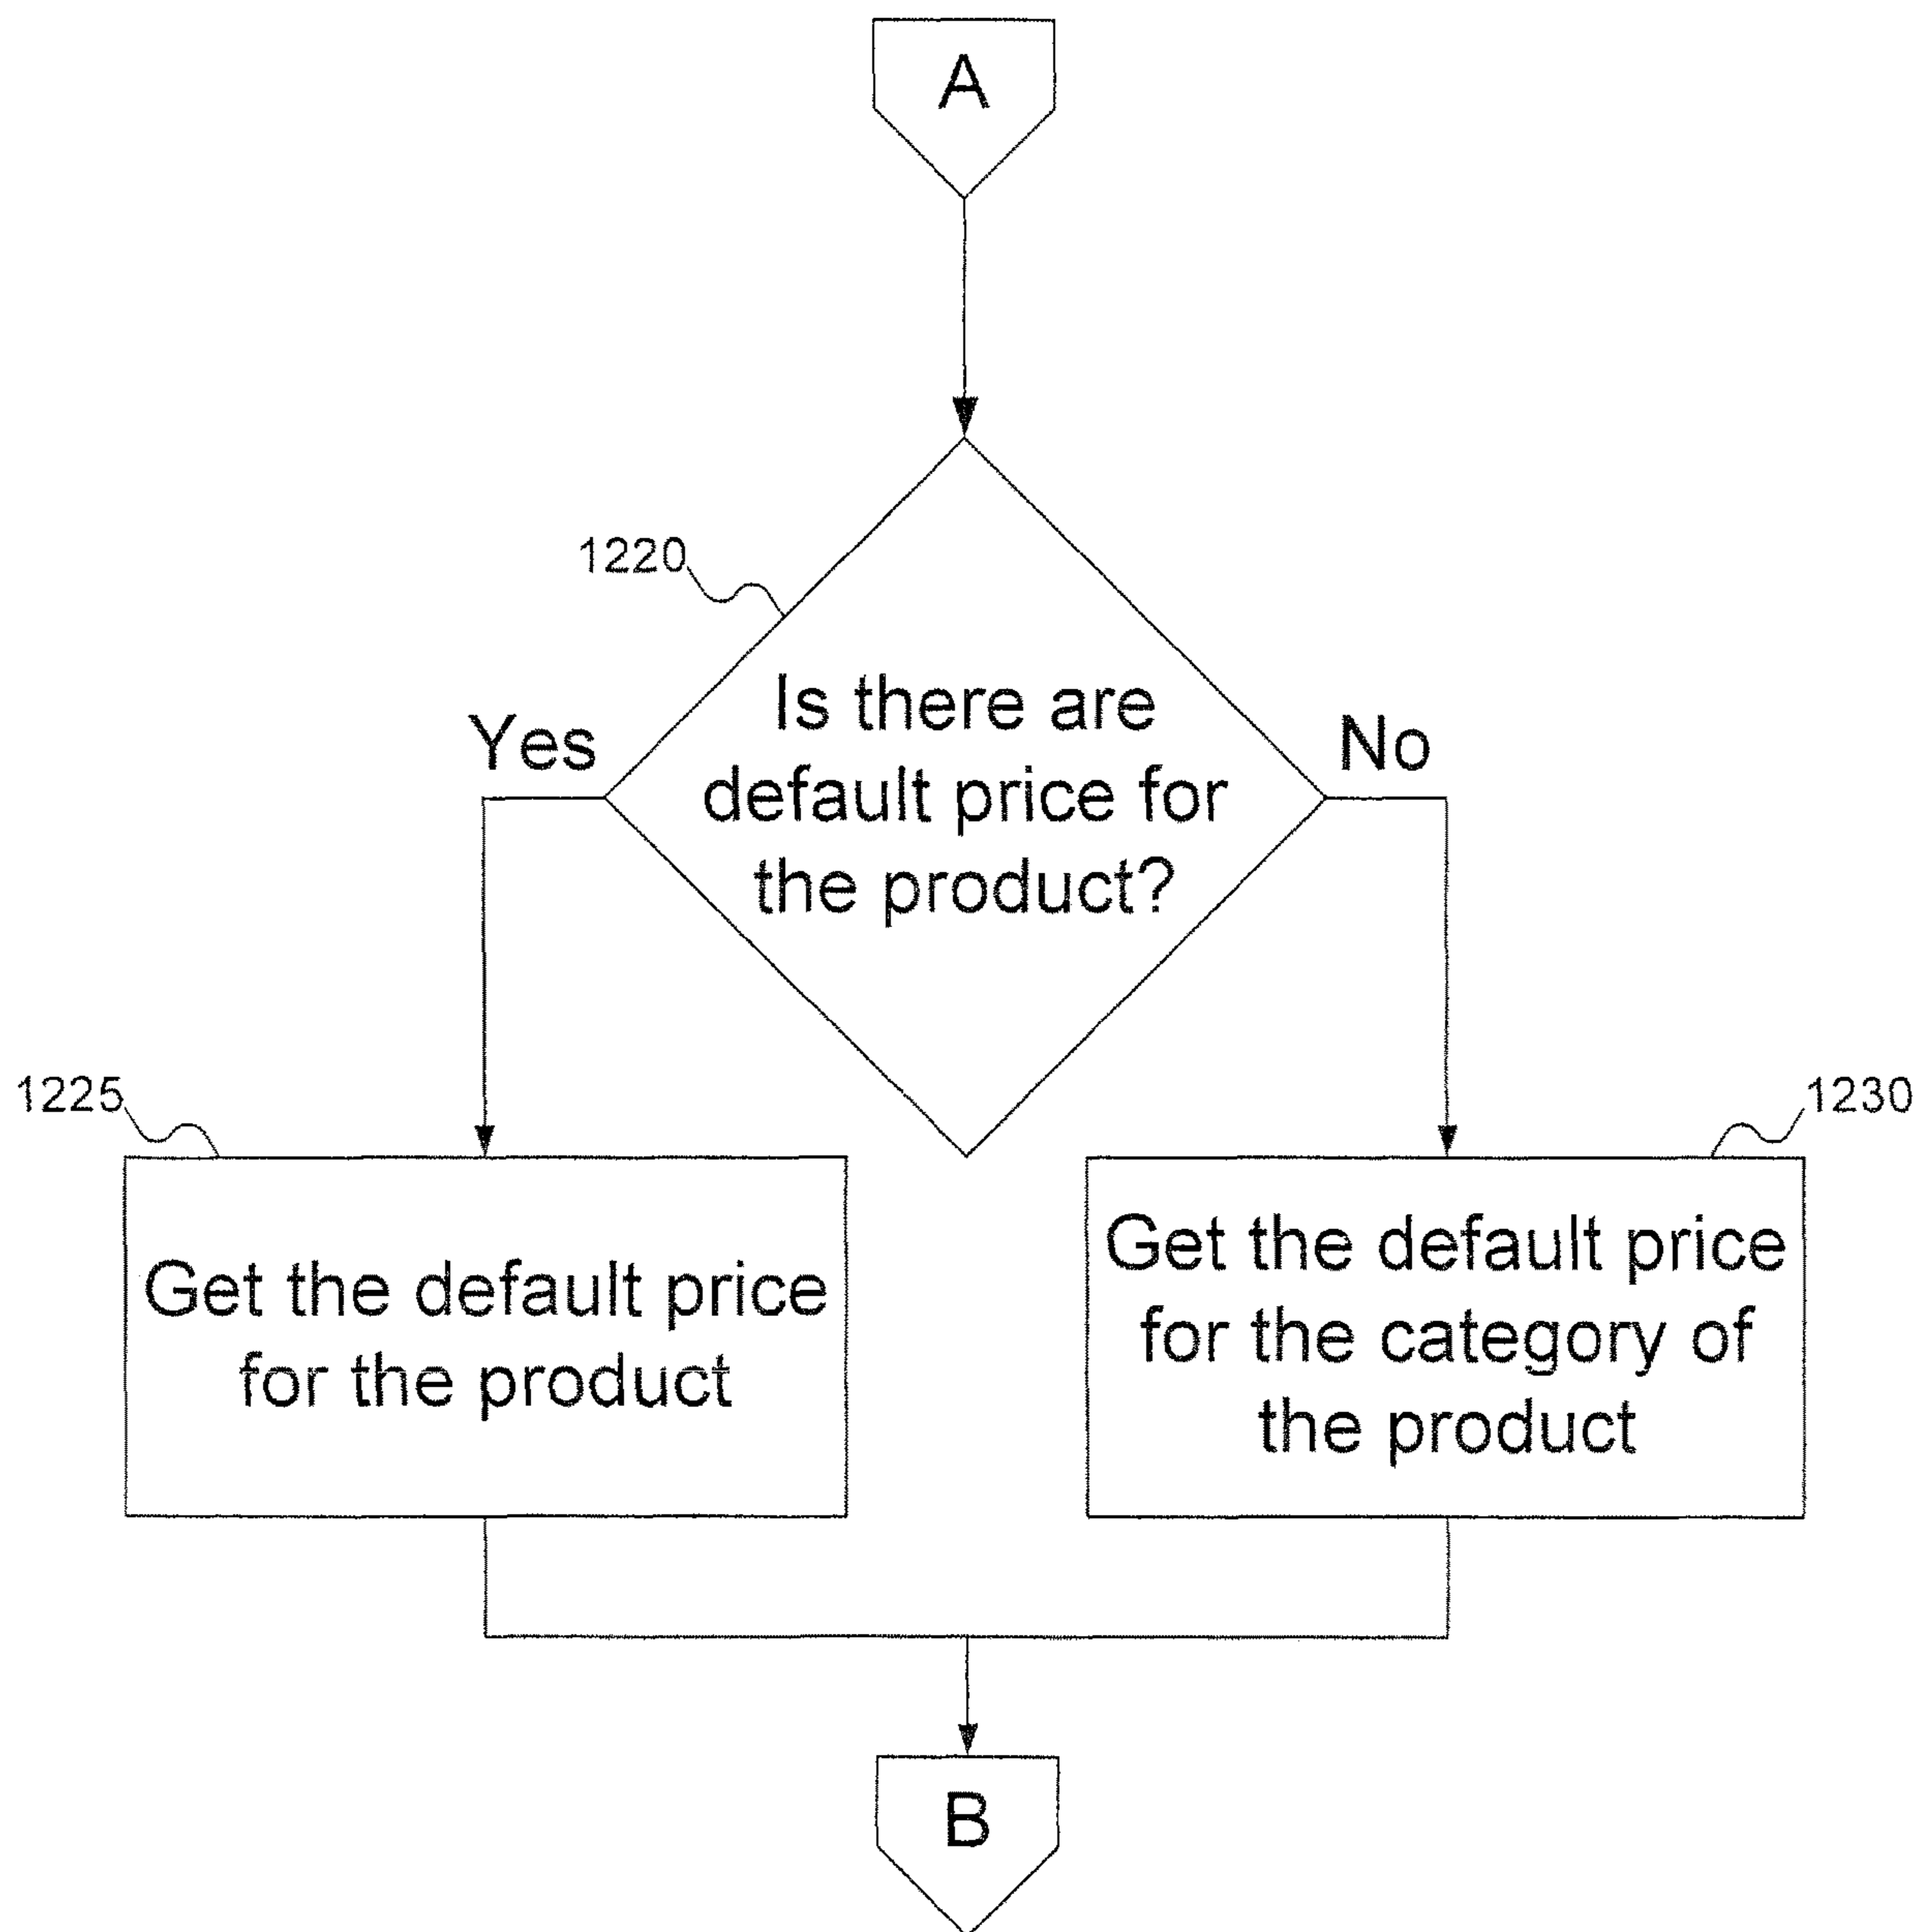 A
1220
Is there are
default price for
the product?
Yes
No
1225
Get the default price
for the product
1230
Get the default price
for the category of
the product
B